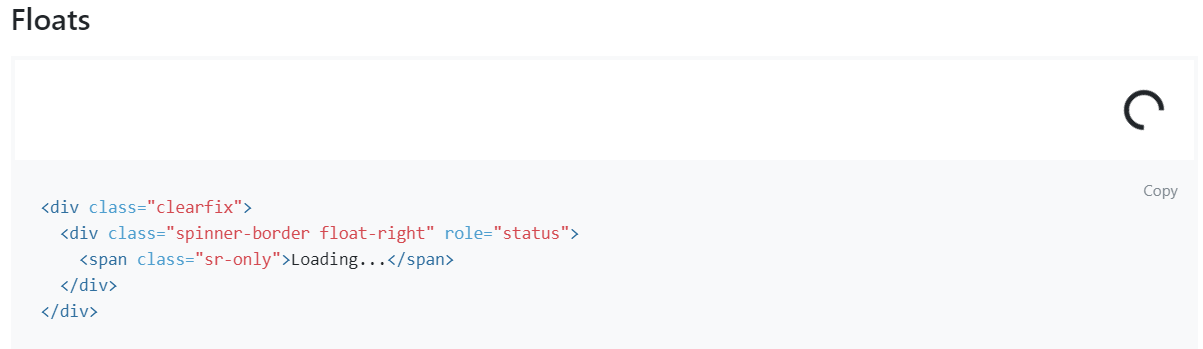 Floats
Copy
<div class="clearfix">
  <div class="spinner-border float-right" role="status">
    <span class="sr-only">Loading...</span>
  </div>
</div>